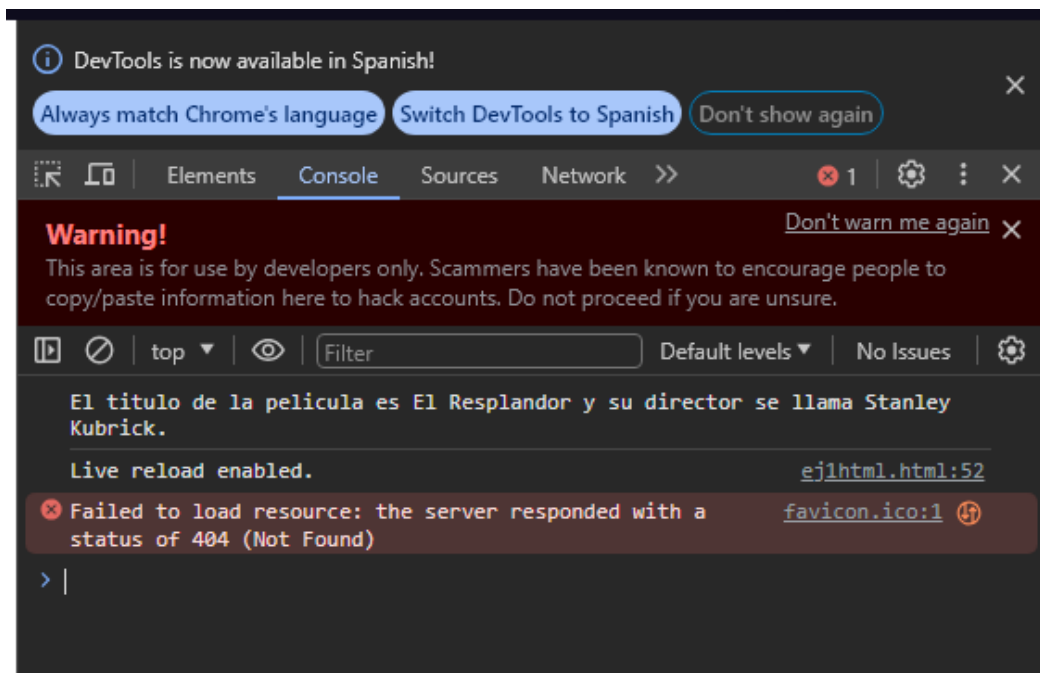 DevTools is now available in Spanish!
Always match Chrome's language Switch DevTools to Spanish Don't show again
Elements Console Sources Network 1
Warning! Don't warn me again
This area is for use by developers only. Scammers have been known to encourage people to
copy/paste information here to hack accounts. Do not proceed if you are unsure.
top Filter Default levels No Issues
El titulo de la pelicula es El Resplandor y su director se llama Stanley
Kubrick.
Live reload enabled. ej1html.html:52
Failed to load resource: the server responded with a favicon.ico:1
status of 404 (Not Found)